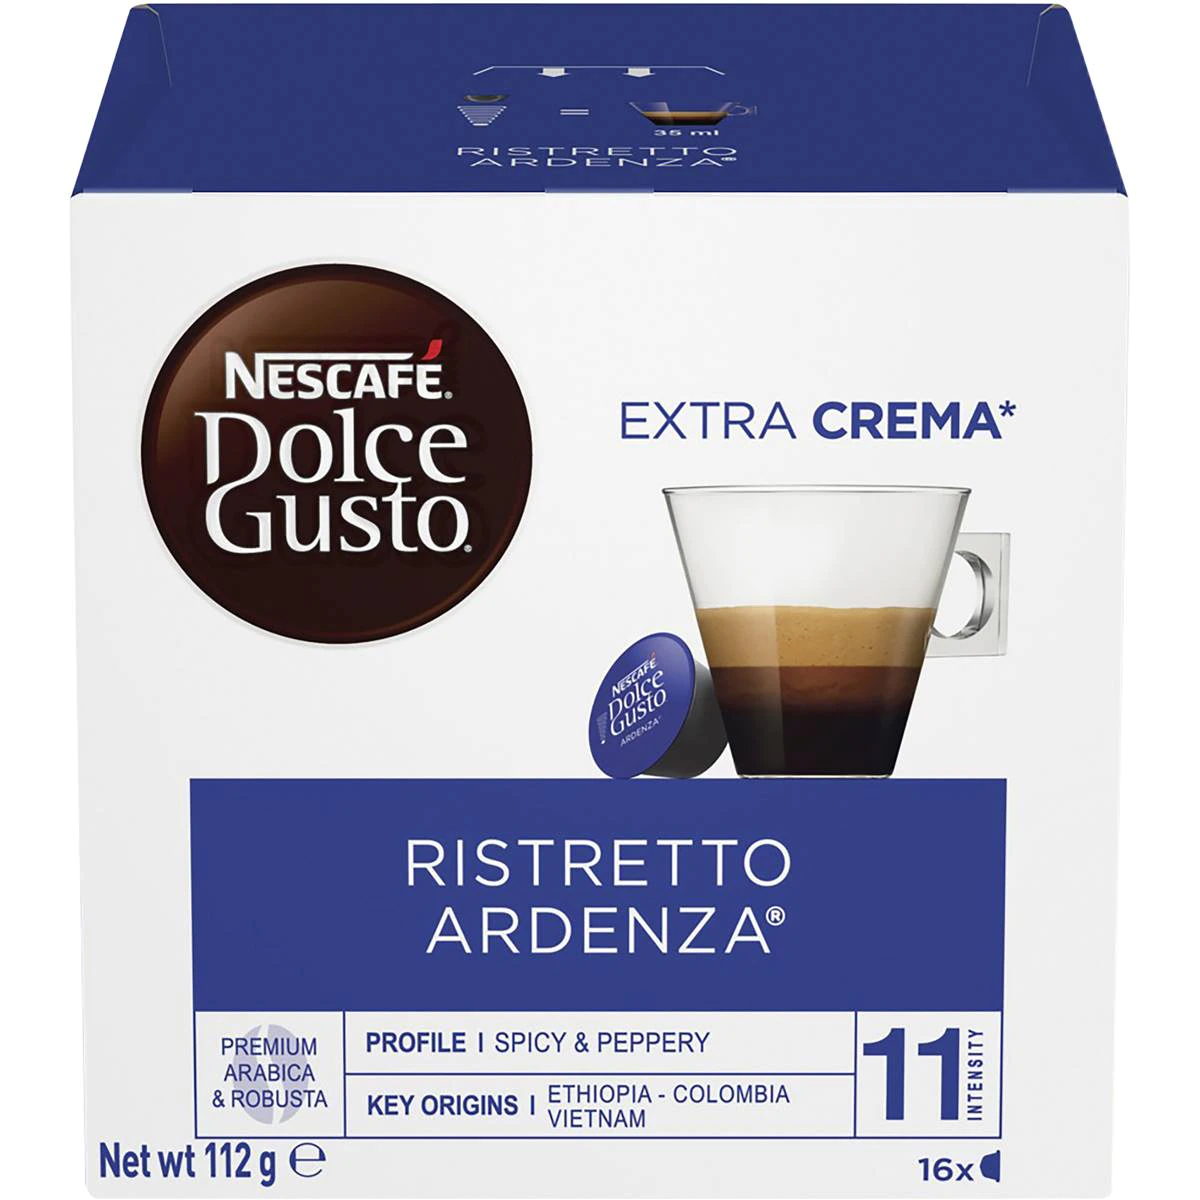 =
35 ml
RISTRETTO
ARDENZA®
NESCAFÉ®
Dolce
Gusto®
EXTRA CREMA*
NESCAFÉ
Dolce
Gusto
ARDENZA®
RISTRETTO
ARDENZA®
PREMIUM
ARABICA
& ROBUSTA
PROFILE | SPICY & PEPPERY
KEY ORIGINS | ETHIOPIA - COLOMBIA
VIETNAM
11 INTENSITY
Net wt 112 g ℮
16x